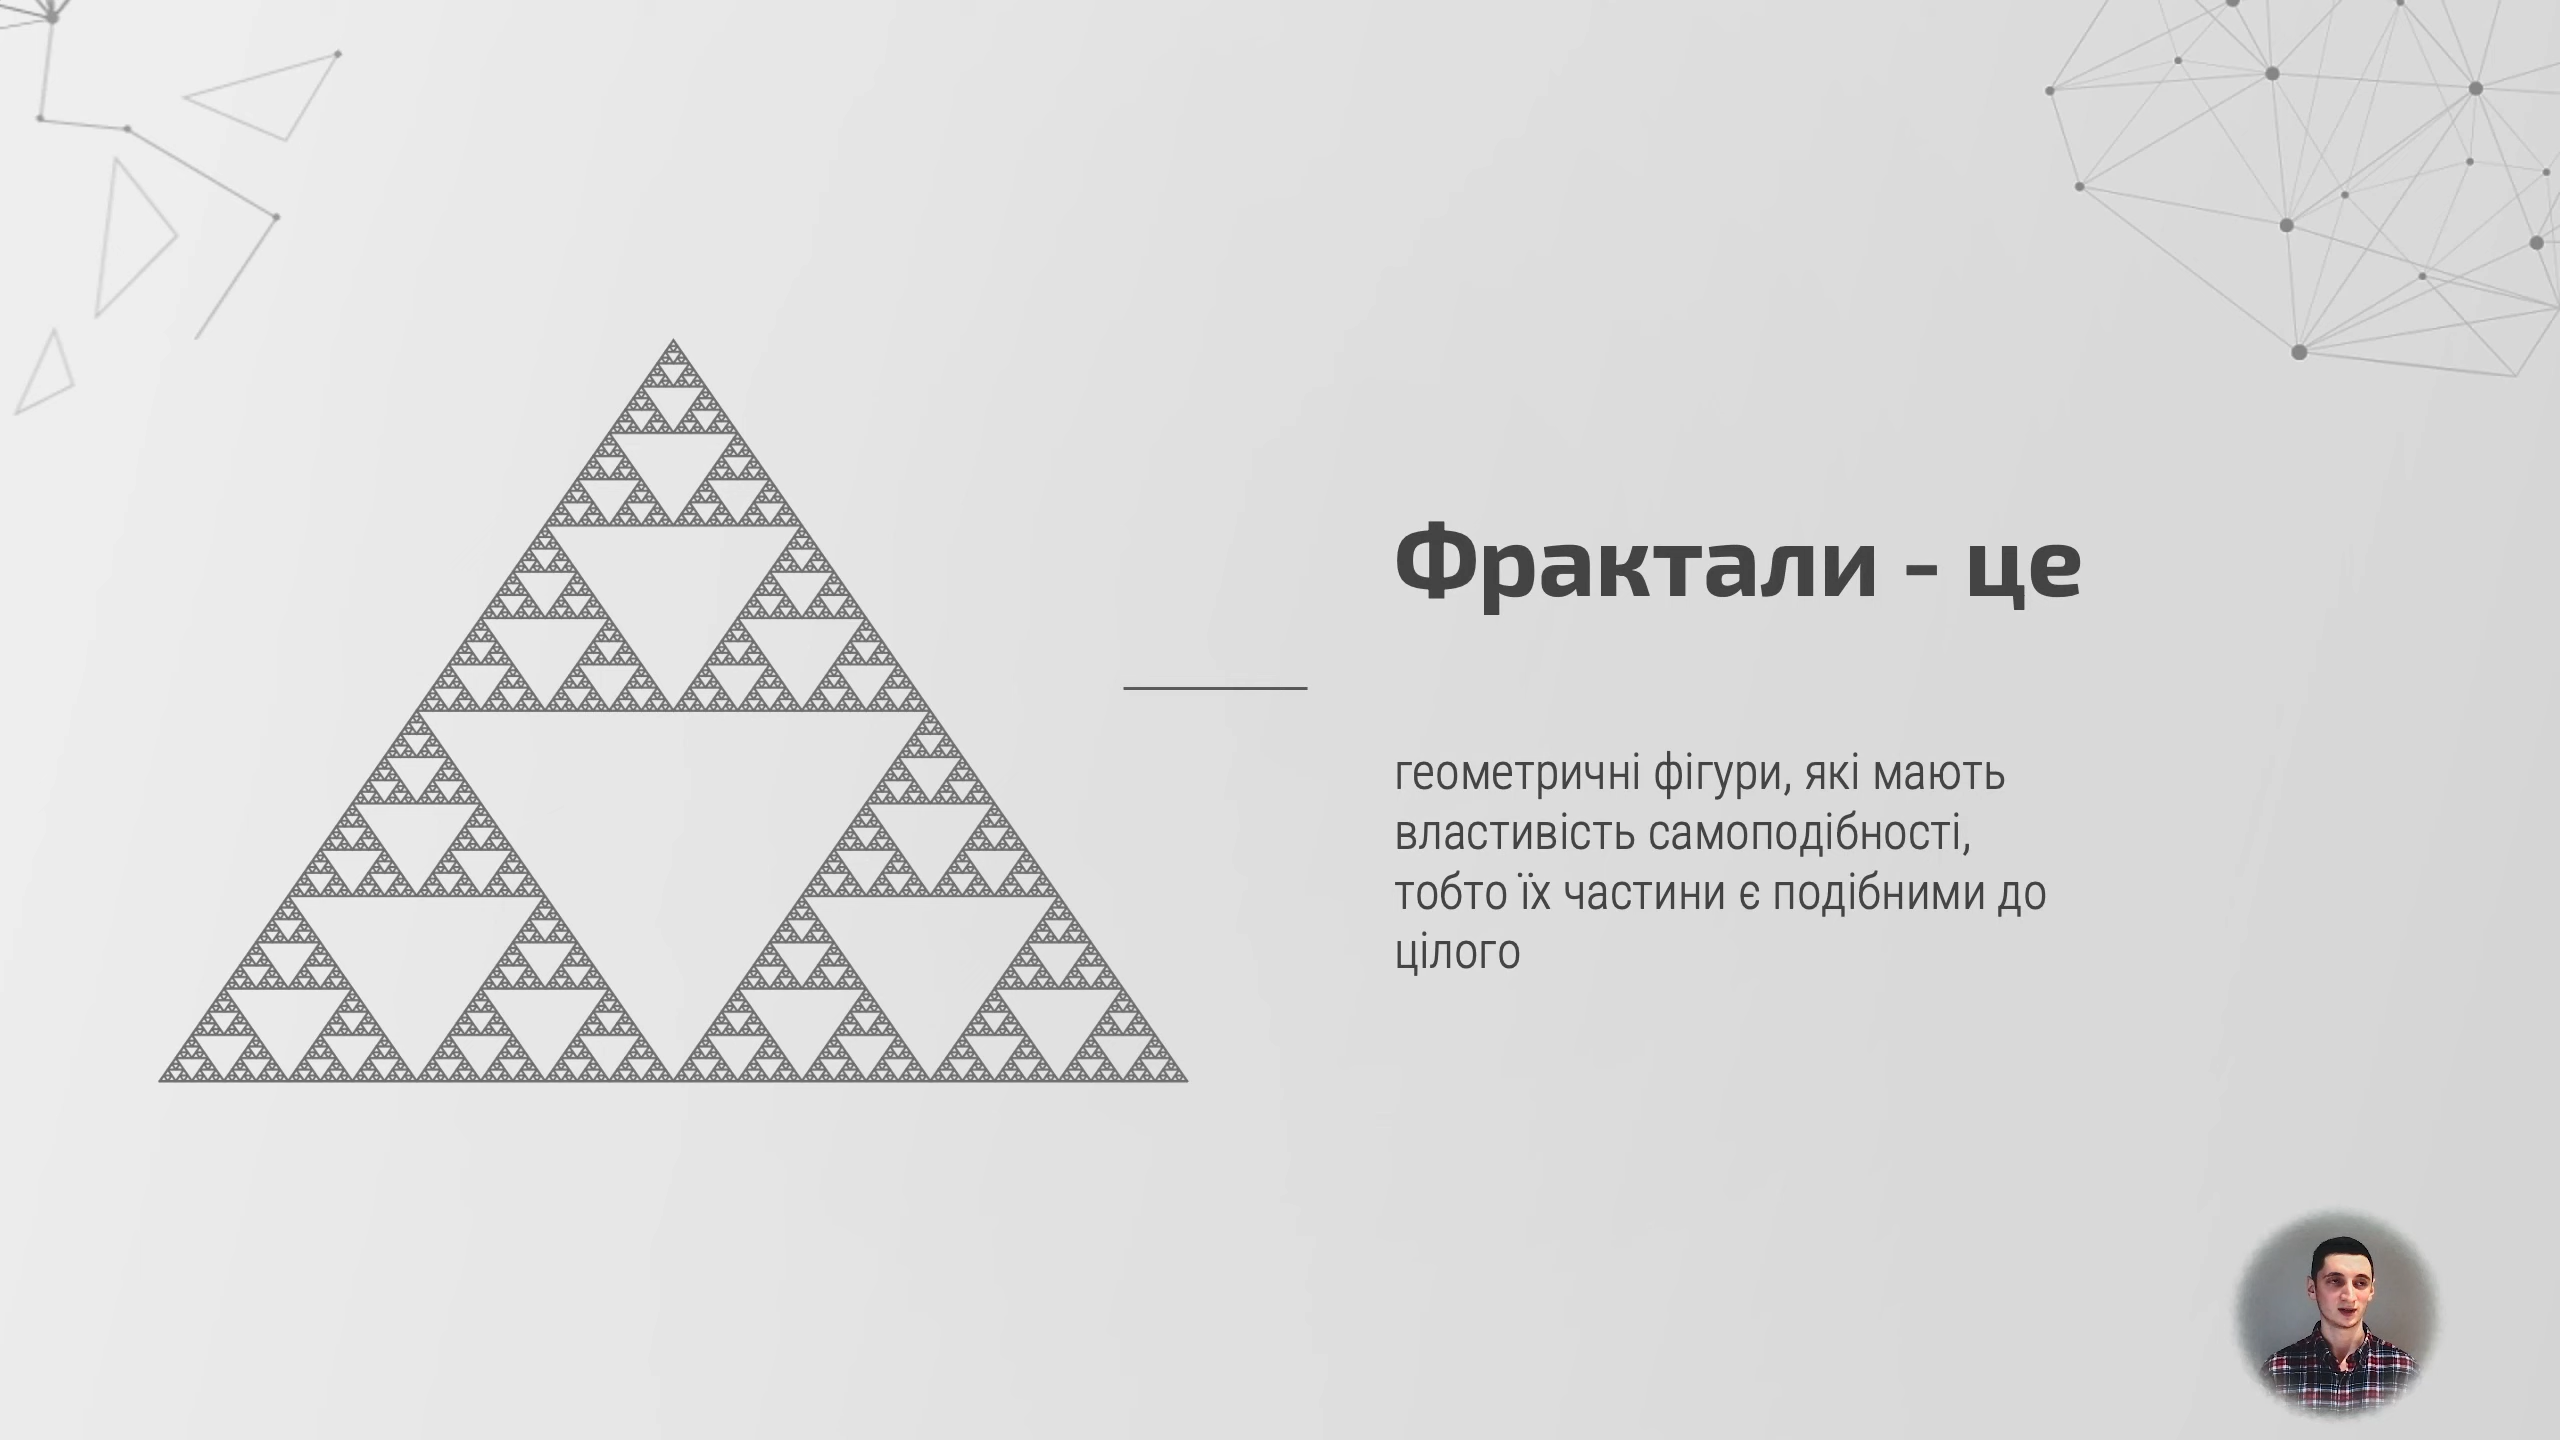 Фрактали - це
геометричні фігури, які мають
властивість самоподібності,
тобто їх частини є подібними до
цілого